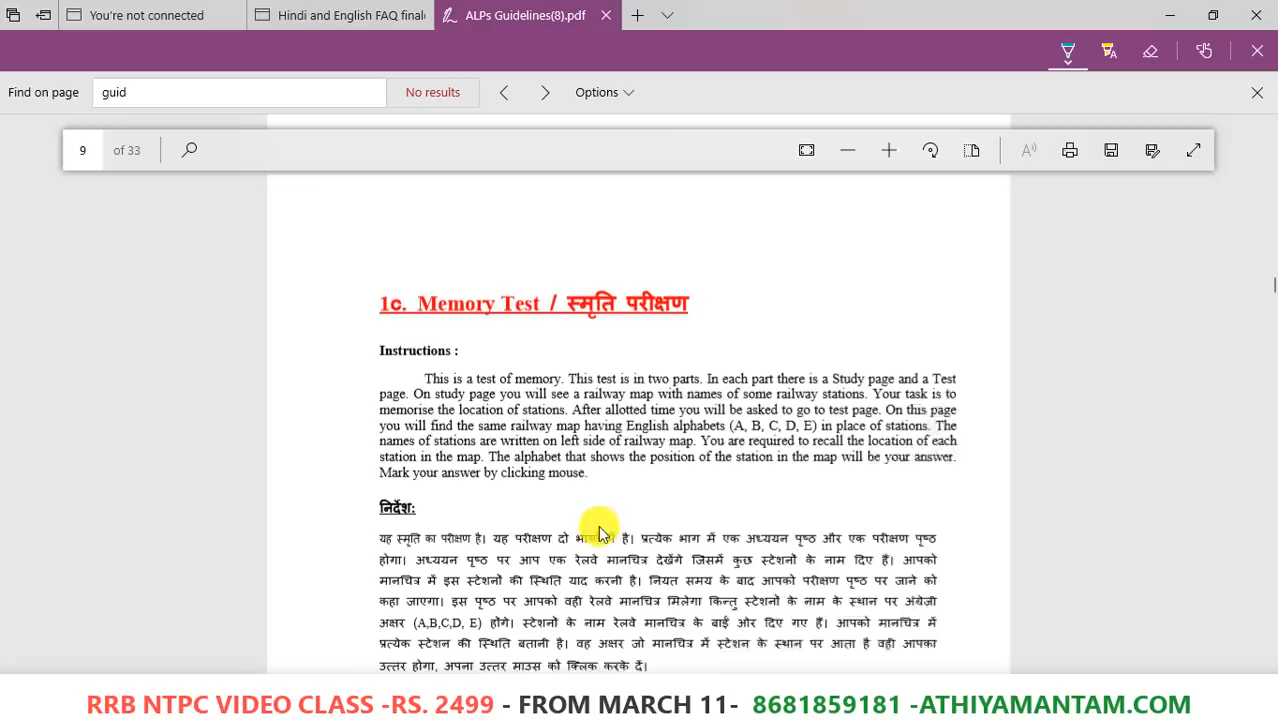 You're not connected
Hindi and English FAQ final
ALPs Guidelines(8).pdf
Find on page
guid
No results
Options
9 of 33
1c. Memory Test / स्मृति परीक्षण
Instructions :
This is a test of memory. This test is in two parts. In each part there is a Study page and a Test
page. On study page you will see a railway map with names of some railway stations. Your task is to
memorise the location of stations. After allotted time you will be asked to go to test page. On this page
you will find the same railway map having English alphabets (A, B, C, D, E) in place of stations. The
names of stations are written on left side of railway map. You are required to recall the location of each
station in the map. The alphabet that shows the position of the station in the map will be your answer.
Mark your answer by clicking mouse.
निर्देश:
यह स्मृति का परीक्षण है। यह परीक्षण दो है। प्रत्येक भाग में एक अध्ययन पृष्ठ और एक परीक्षण पृष्ठ
होगा। अध्ययन पृष्ठ पर आप एक रेलवे मानचित्र देखेंगे जिसमें कुछ स्टेशनों के नाम दिए हैं। आपको
मानचित्र में इस स्टेशनों की स्थिति याद करनी है। नियत समय के बाद आपको परीक्षण पृष्ठ पर जाने को
कहा जाएगा। इस पृष्ठ पर आपको वही रेलवे मानचित्र मिलेगा किन्तु स्टेशनों के नाम के स्थान पर अंग्रेजी
अक्षर (A,B,C,D, E) होंगे। स्टेशनों के नाम रेलवे मानचित्र के बाईं ओर दिए गए हैं। आपको मानचित्र में
प्रत्येक स्टेशन की स्थिति बतानी है। वह अक्षर जो मानचित्र में स्टेशन के स्थान पर आता है वही आपका
उत्तर होगा, अपना उत्तर माउस को क्लिक करके दें।
RRB NTPC VIDEO CLASS -RS. 2499 - FROM MARCH 11- 8681859181 -ATHIYAMANTAM.COM